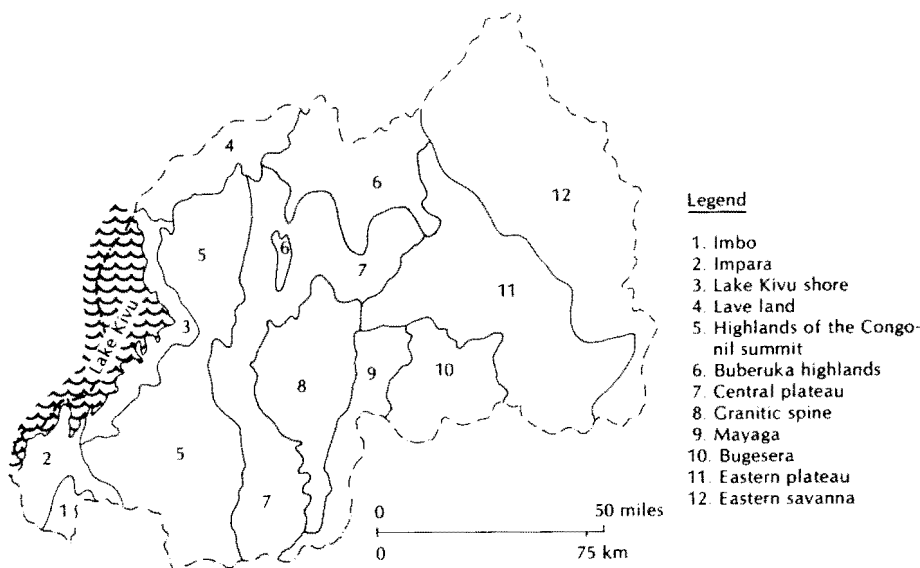 4
6
12
5
6
7
Lake Kivu
3
11
8
9
10
2
5
7
1
0 50 miles
0 75 km
Legend
1. Imbo
2. Impara
3. Lake Kivu shore
4. Lave land
5. Highlands of the Congo-
nil summit
6. Buberuka highlands
7. Central plateau
8. Granitic spine
9. Mayaga
10. Bugesera
11. Eastern plateau
12. Eastern savanna